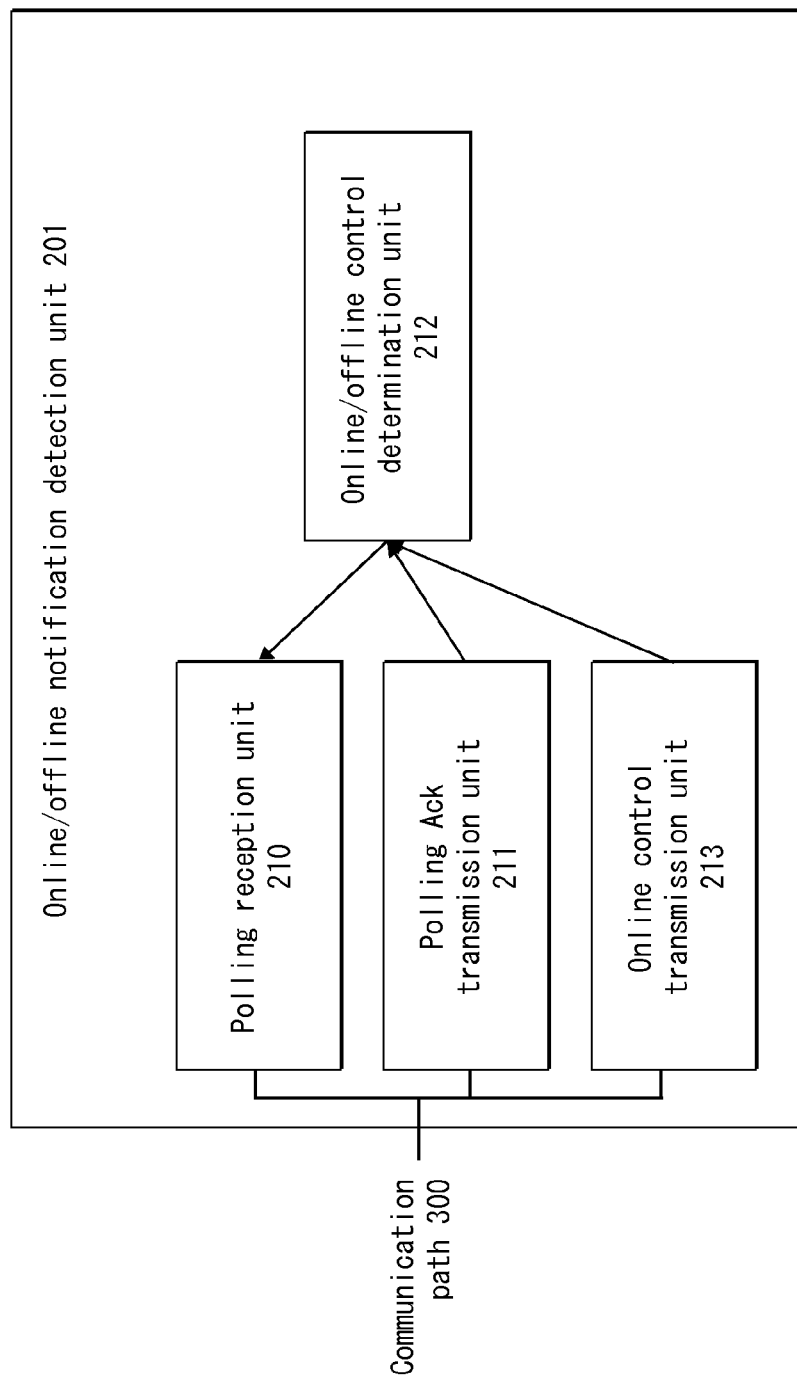 Online/offline notification detection unit 201
Polling reception unit
210
Polling Ack
transmission unit
211
Online control
transmission unit
213
Online/offline control
determination unit
212
Communication
path 300